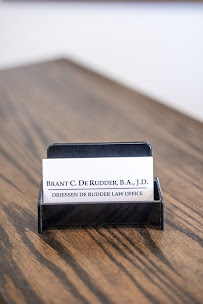 BRANT C. DE RUDDER, B.A., J.D.
DRIESSEN DE RUDDER LAW OFFICE